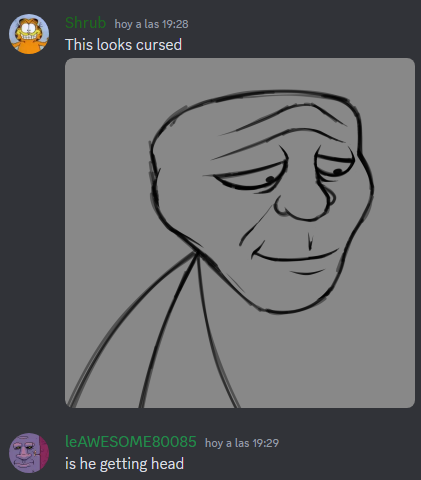 Shrub hoy a las 19:28
This looks cursed
leAWESOME80085 hoy a las 19:29
is he getting head